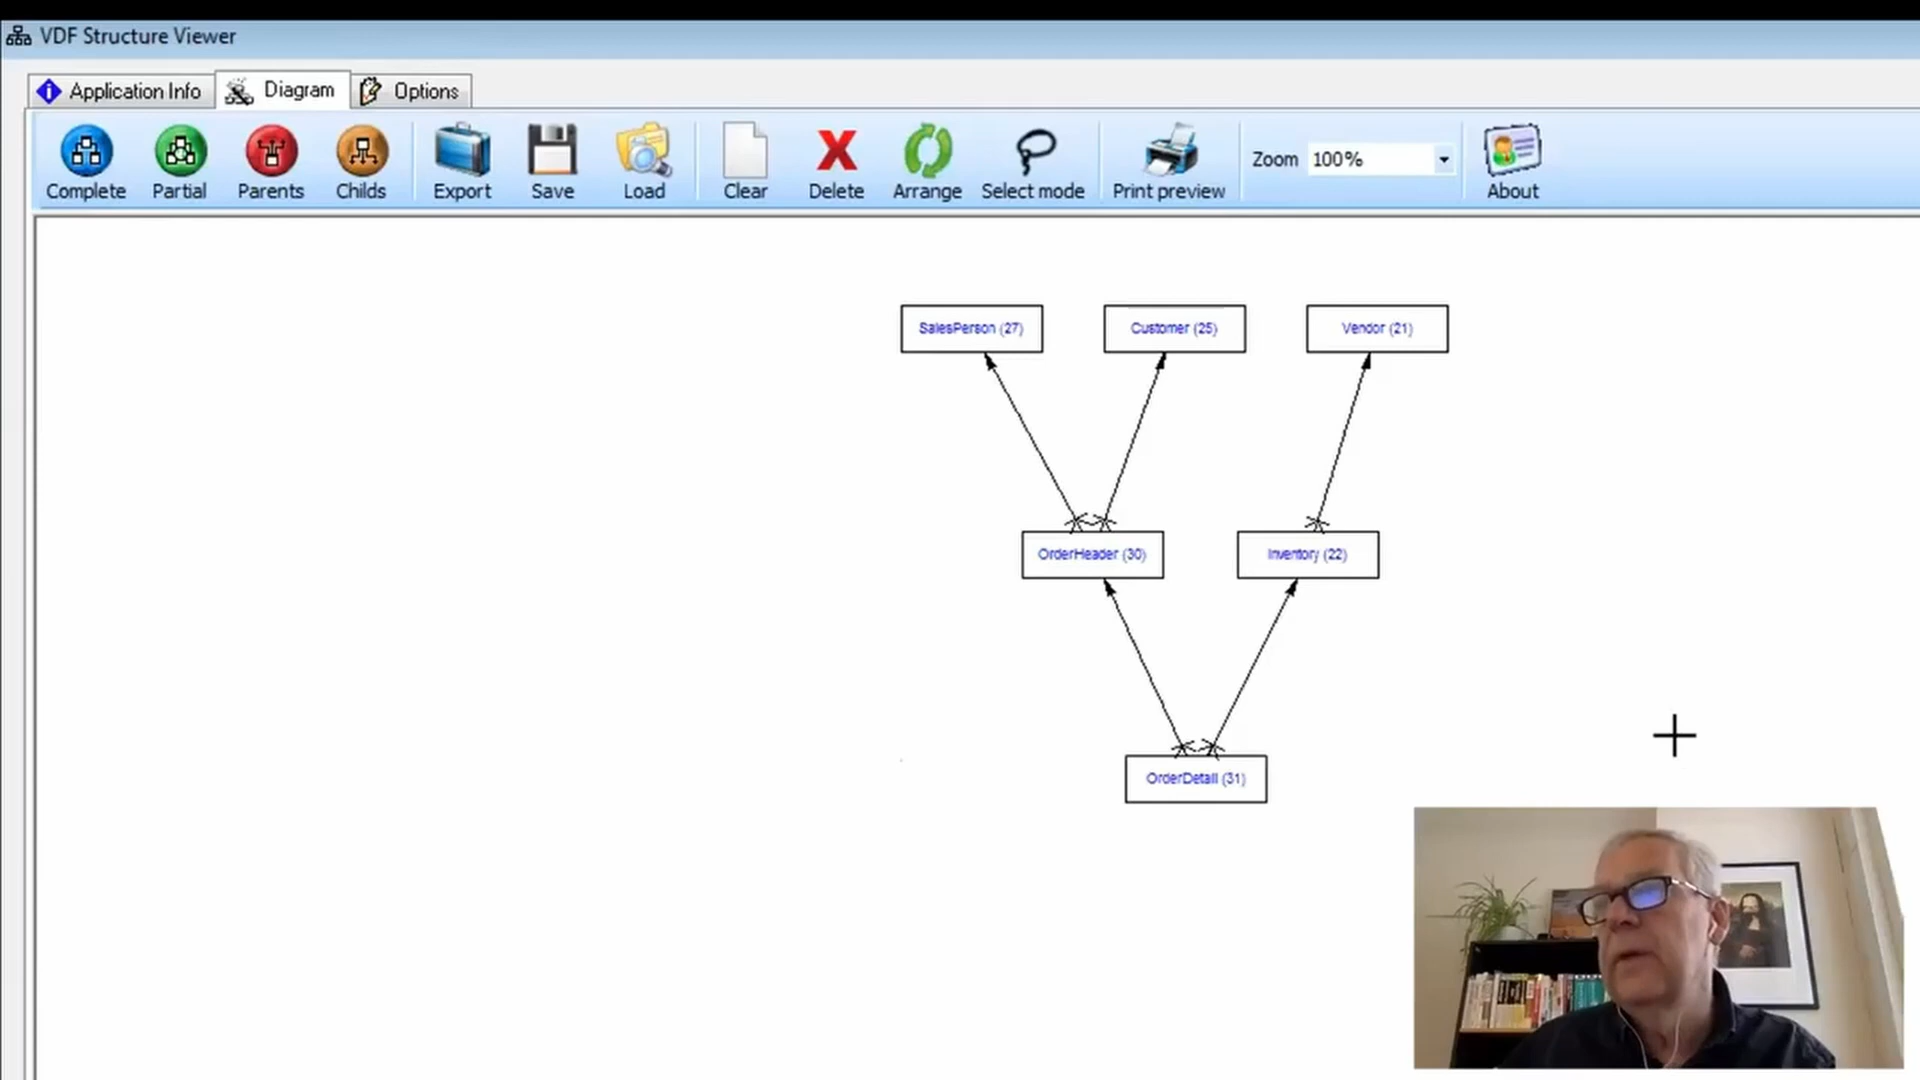 VDF Structure Viewer
Application Info Diagram Options
Complete Partial Parents Childs Export Save Load Clear Delete Arrange Select mode Print preview Zoom 100% About
SalesPerson (27) Customer (25) Vendor (21)
OrderHeader (30) Inventory (22)
OrderDetail (31)